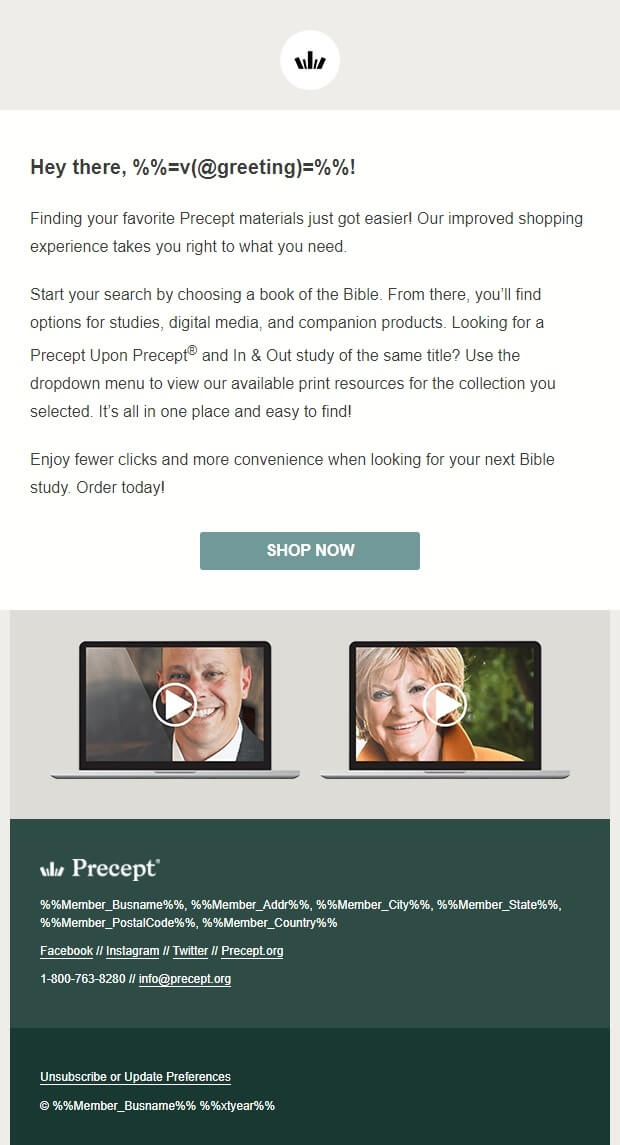 Hey there, %%=v(@greeting)=%%!
Finding your favorite Precept materials just got easier! Our improved shopping
experience takes you right to what you need.
Start your search by choosing a book of the Bible. From there, you’ll find
options for studies, digital media, and companion products. Looking for a
Precept Upon Precept® and In & Out study of the same title? Use the
dropdown menu to view our available print resources for the collection you
selected. It’s all in one place and easy to find!
Enjoy fewer clicks and more convenience when looking for your next Bible
study. Order today!
SHOP NOW
Precept®
%%Member_Busname%%, %%Member_Addr%%, %%Member_City%%, %%Member_State%%,
%%Member_PostalCode%%, %%Member_Country%%
Facebook // Instagram // Twitter // Precept.org
1-800-763-8280 // info@precept.org
Unsubscribe or Update Preferences
© %%Member_Busname%% %%xtyear%%